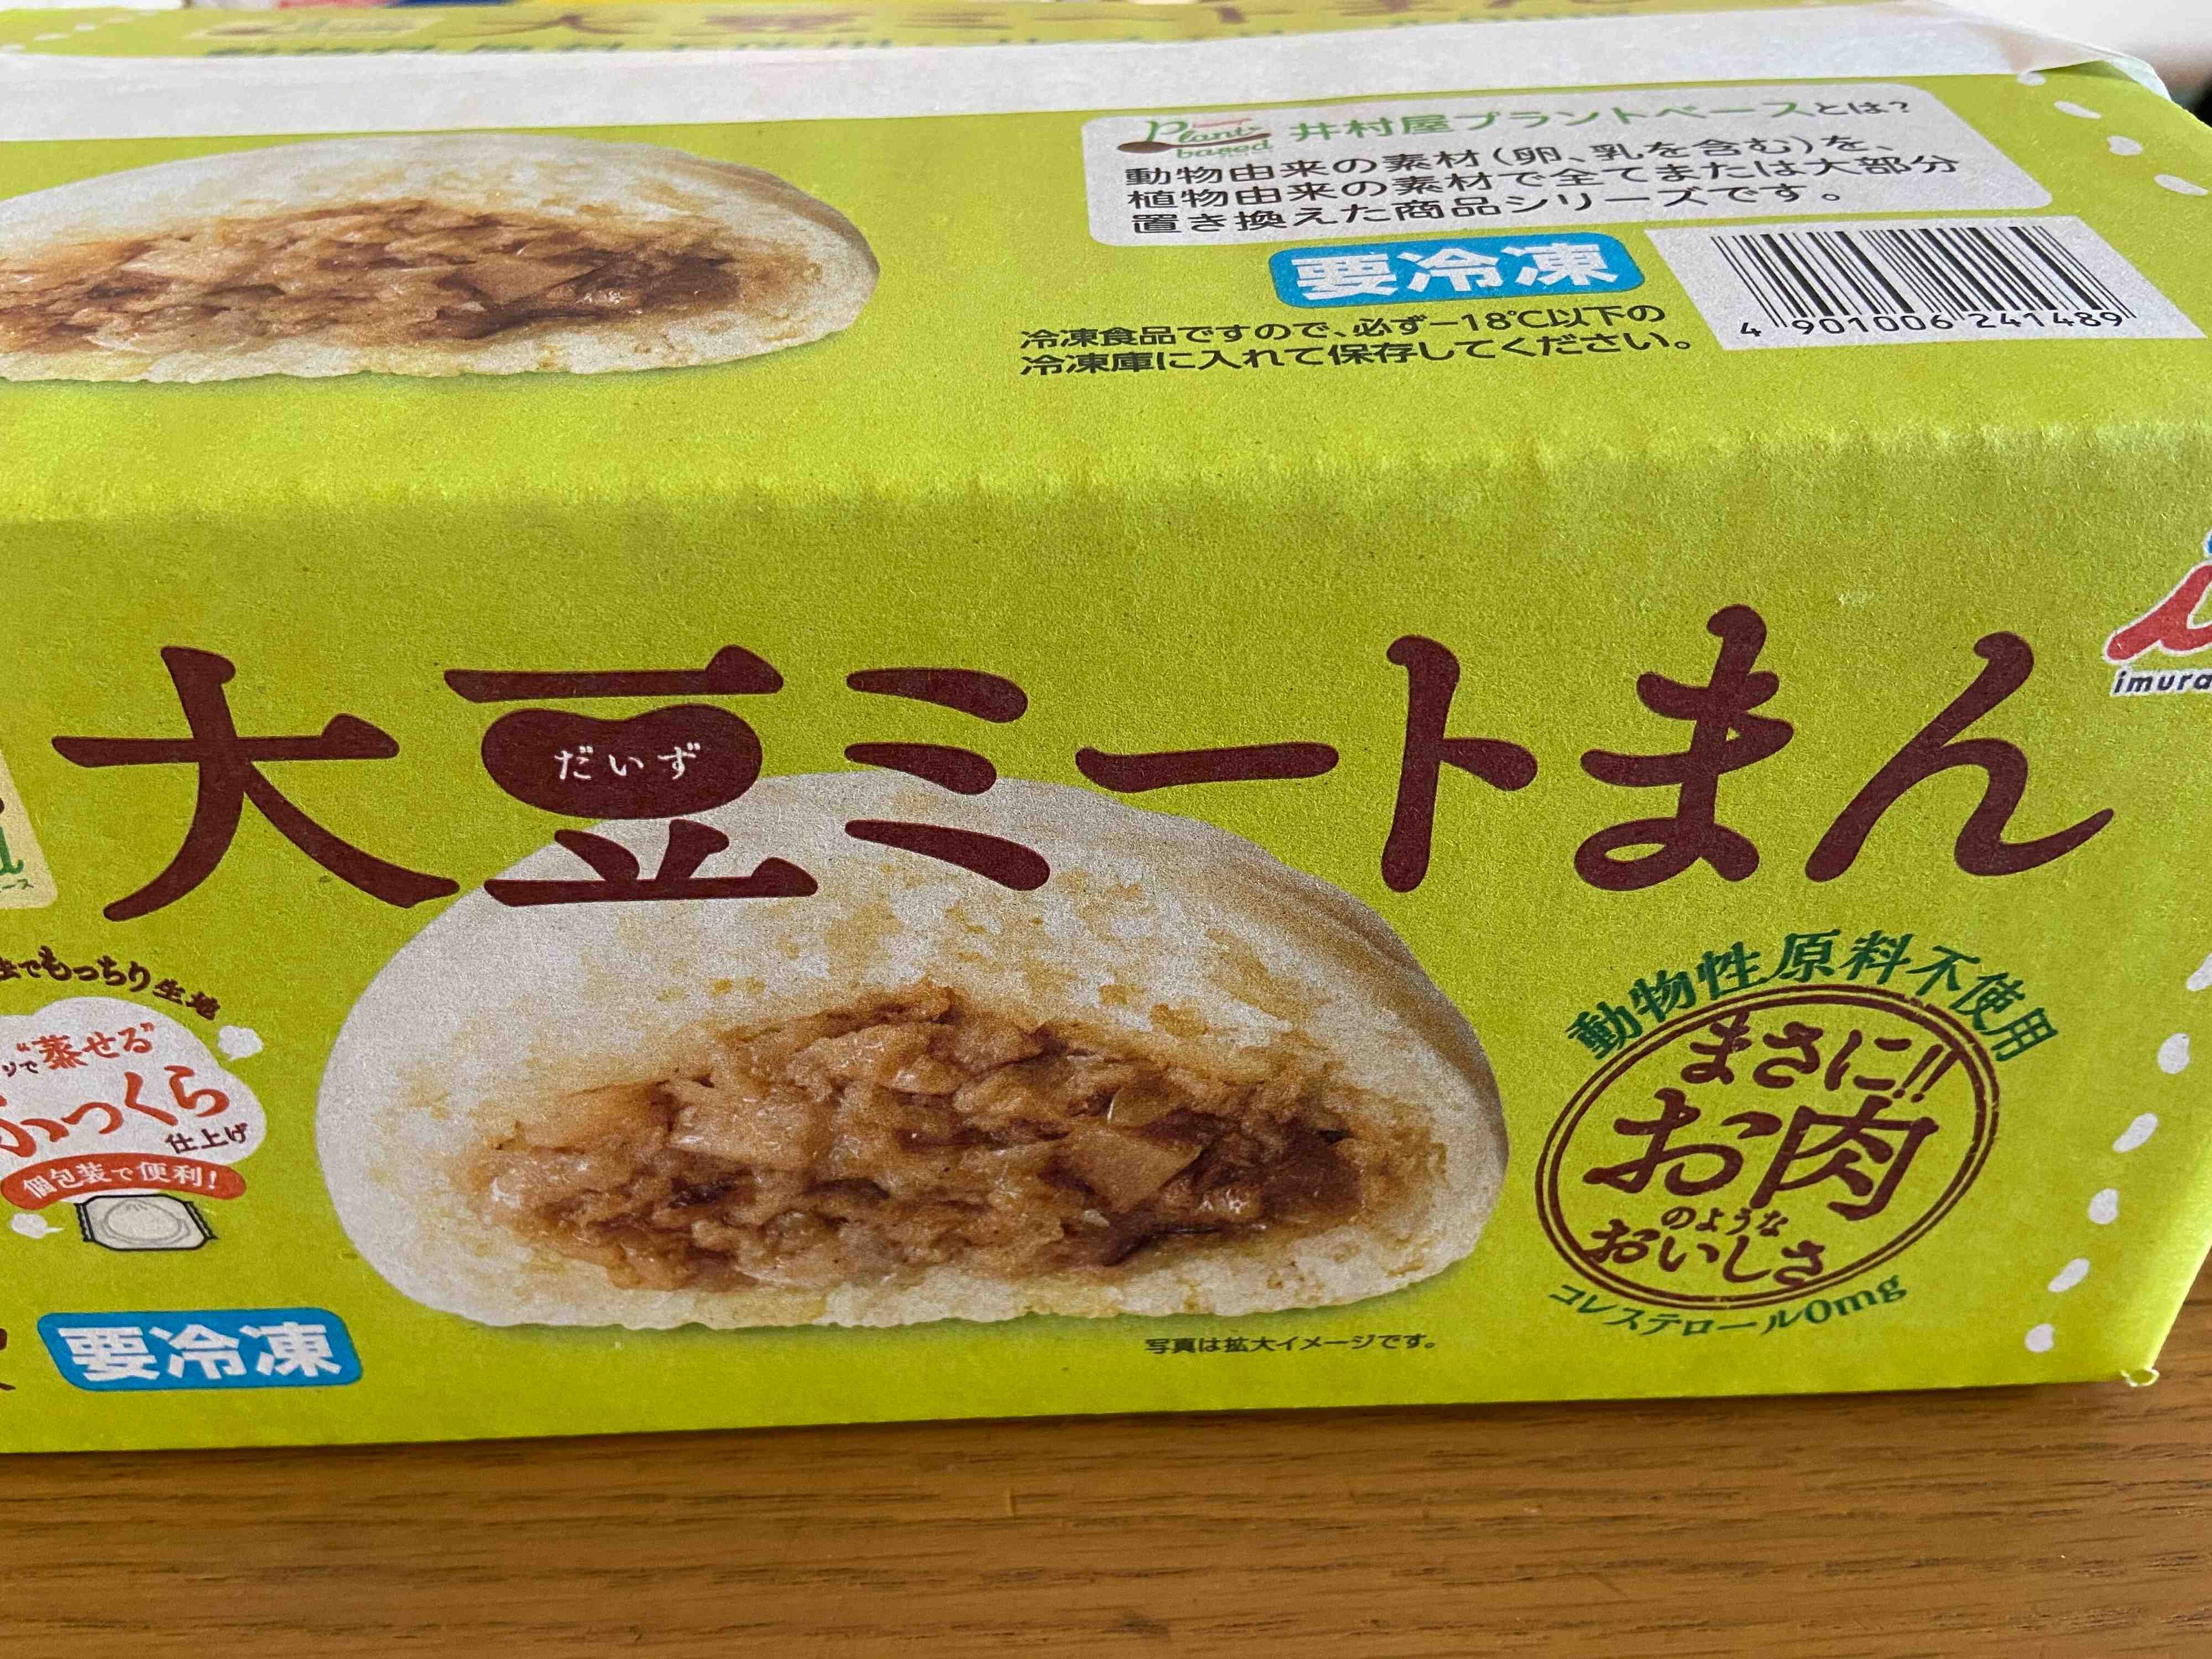 大豆ミートまん
Plant based 井村屋プラントベースとは?
動物由来の素材(卵、乳を含む)を、
植物由来の素材で全てまたは大部分
置き換えた商品シリーズです。
要冷凍
冷凍食品ですので、必ず−18℃以下の
冷凍庫に入れて保存してください。
4 901006 241489
imura
大豆ミートまん
だいず
でもっちり生地
で"蒸せる"
ふっくら
仕上げ
個包装で便利!
要冷凍
動物性原料不使用
まさに!!
お肉
のような
おいしさ
コレステロール0mg
写真は拡大イメージです。